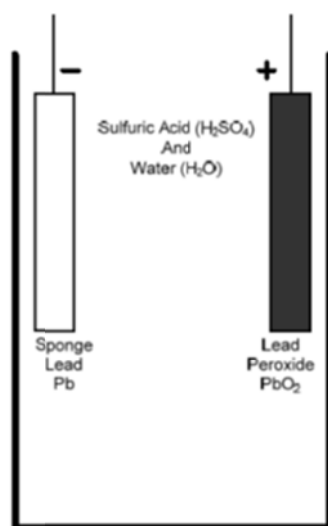 − +
Sulfuric Acid (H₂SO₄)
And
Water (H₂O)
Sponge
Lead
Pb
Lead
Peroxide
PbO₂